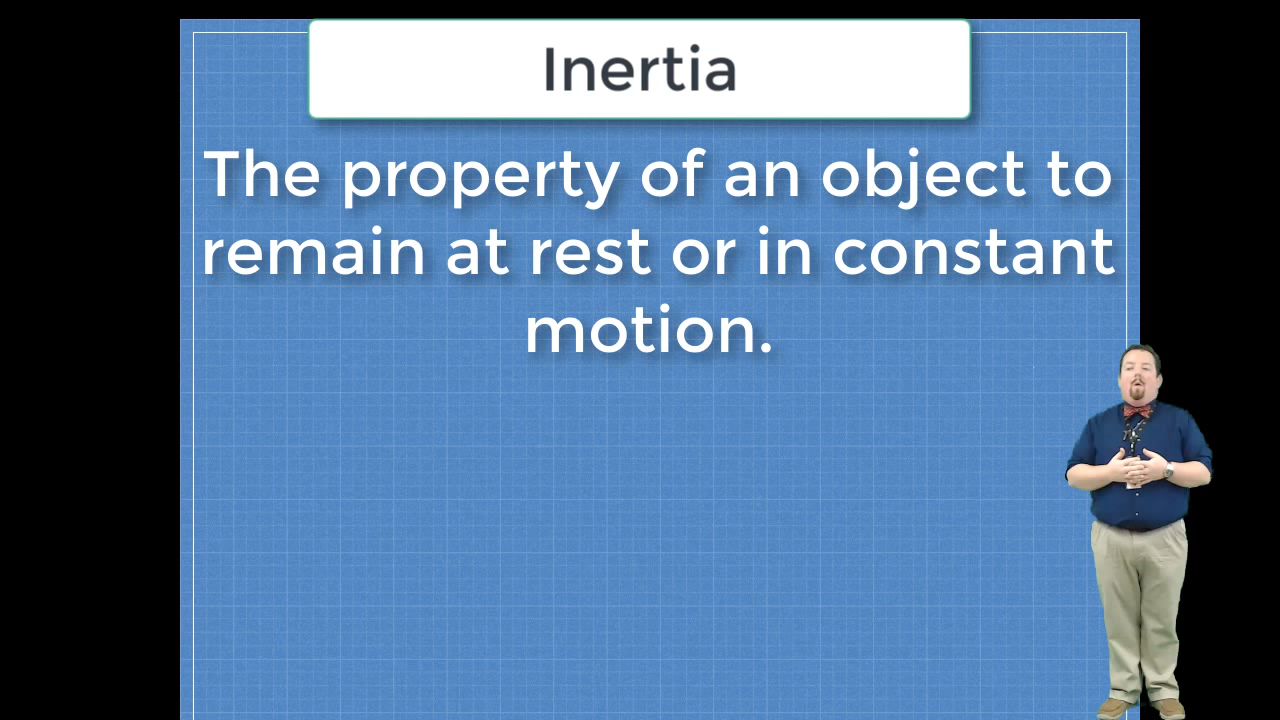 Inertia
The property of an object to
remain at rest or in constant
motion.